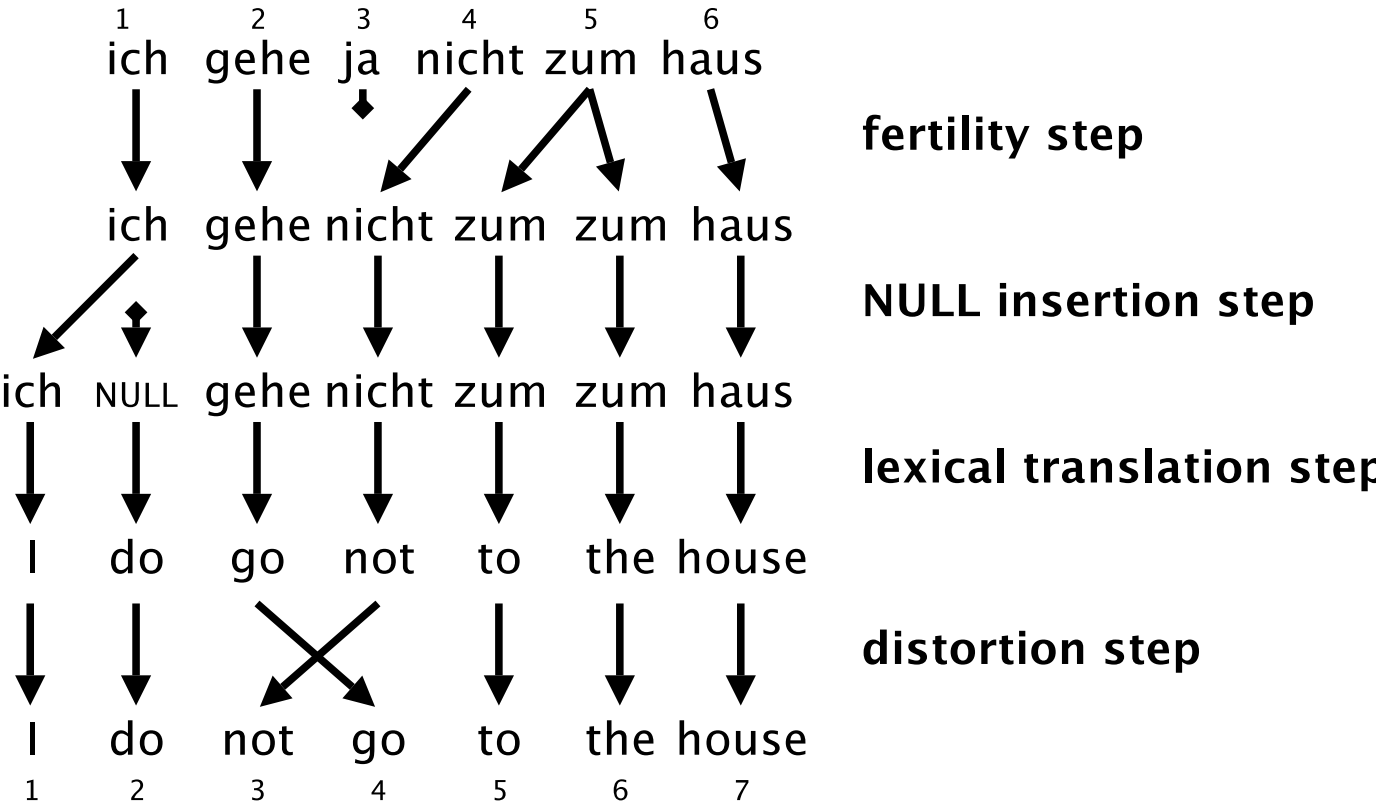 1 2 3 4 5 6
ich gehe ja nicht zum haus
fertility step
ich gehe nicht zum zum haus
NULL insertion step
ich NULL gehe nicht zum zum haus
lexical translation step
I do go not to the house
distortion step
I do not go to the house
1 2 3 4 5 6 7